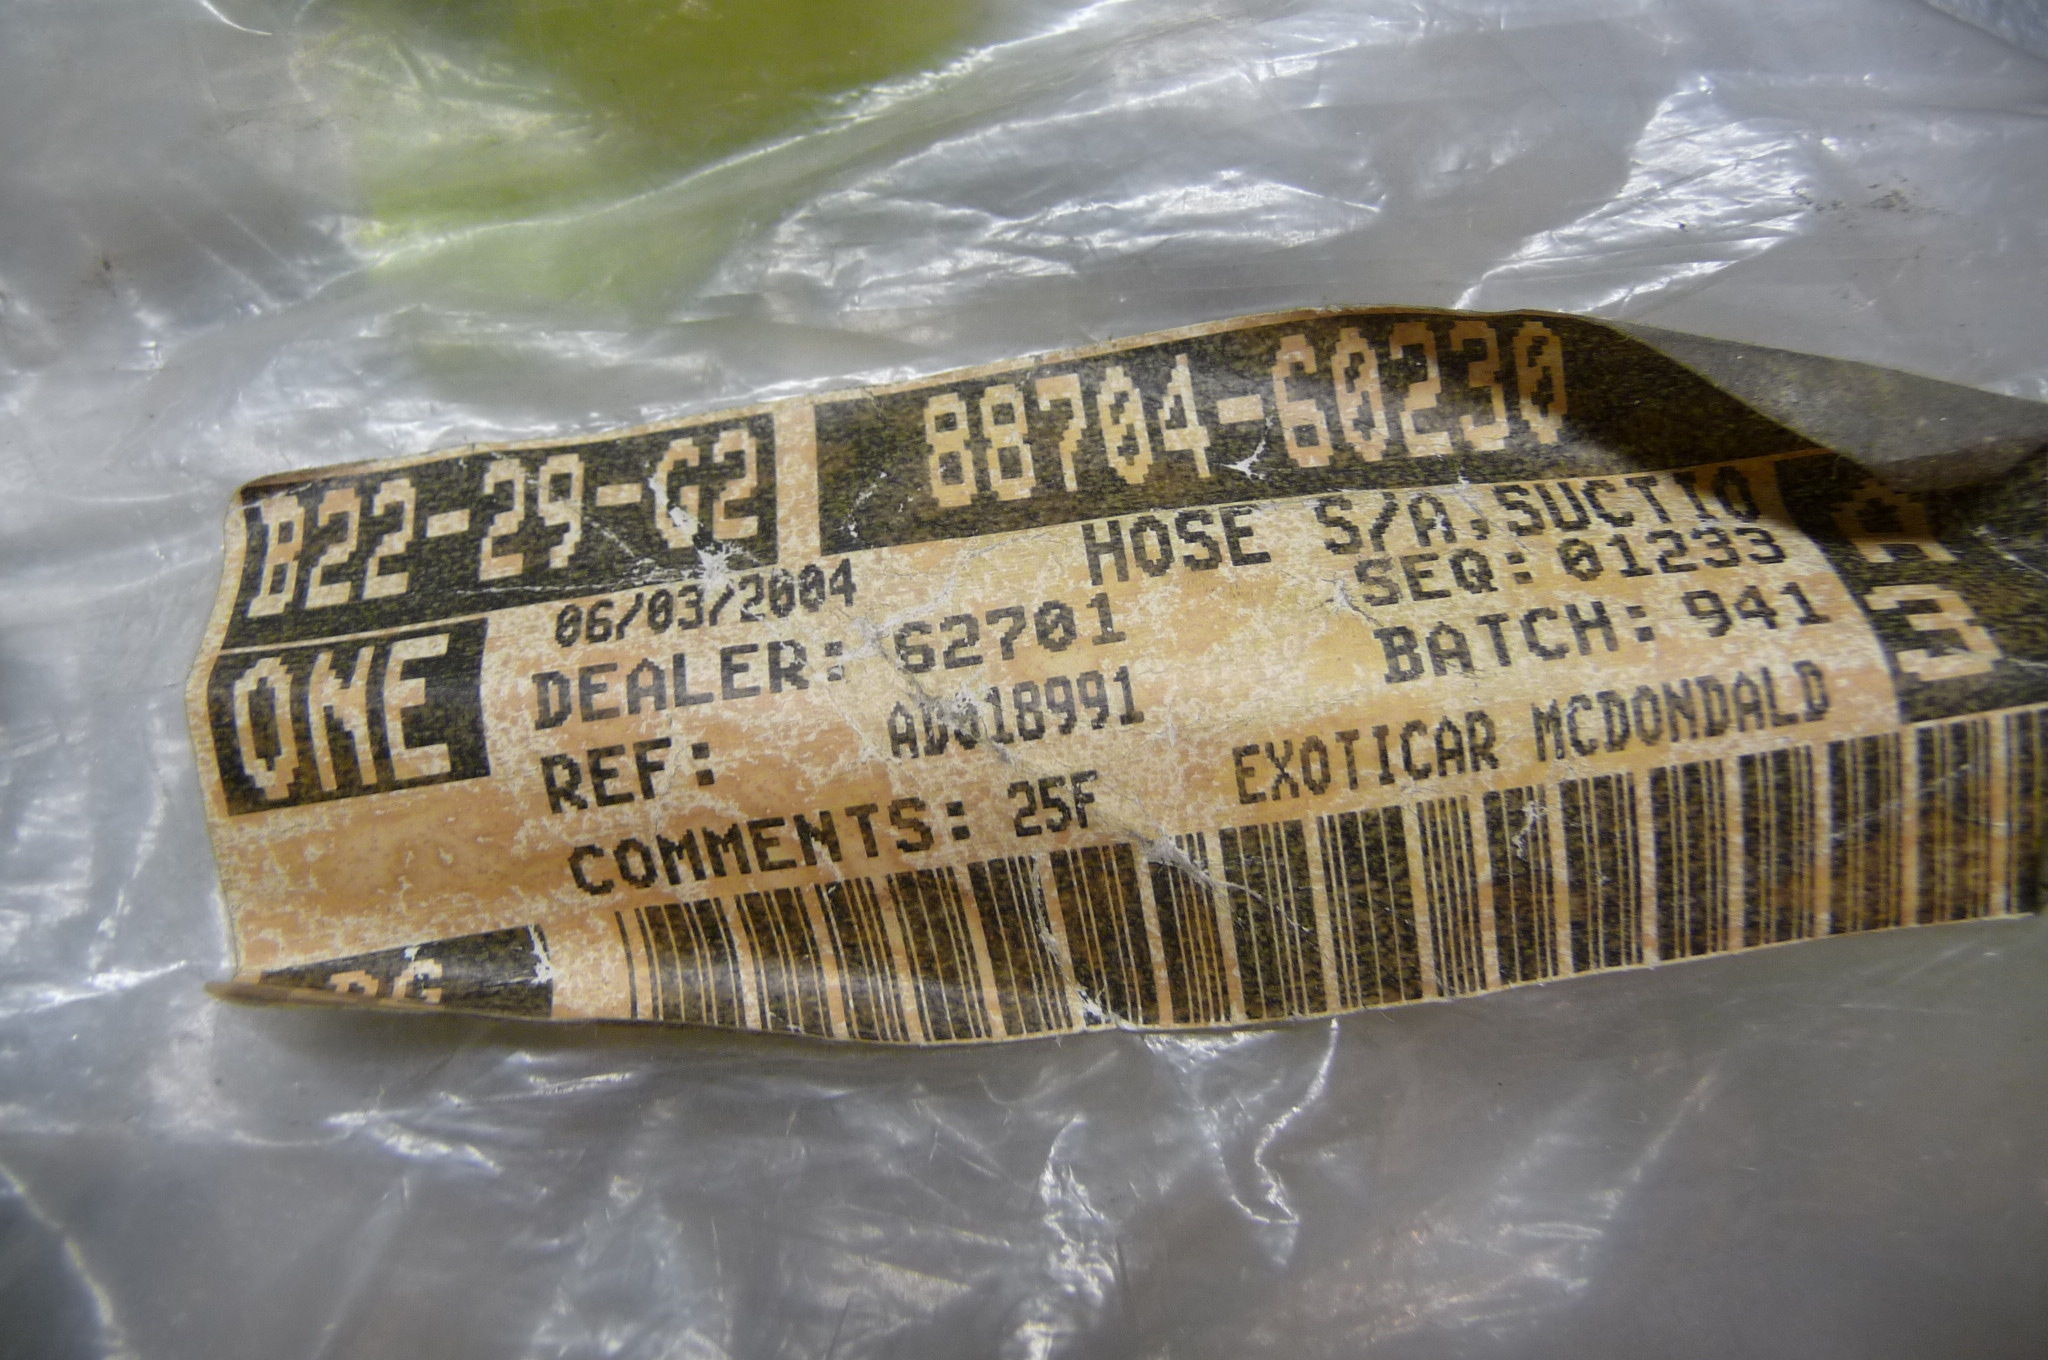 B22-29-G2 88704-60230
HOSE S/A,SUCTIO
06/03/2004 SEQ: 01233
DEALER: 62701 BATCH: 941
ONE
REF: AD018991
COMMENTS: 25F EXOTICAR MCDONDALD
3